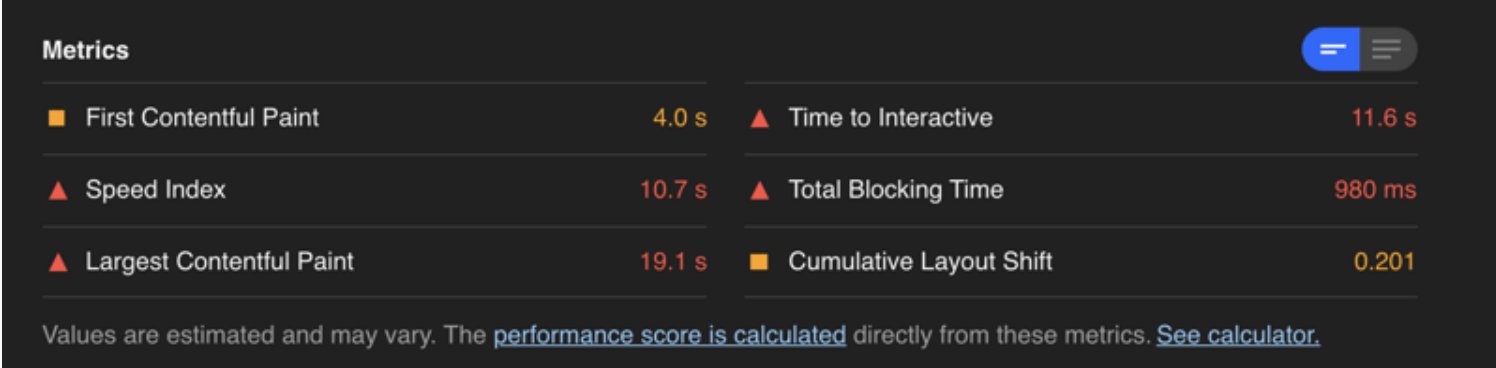 Metrics
First Contentful Paint 4.0 s
Time to Interactive 11.6 s
Speed Index 10.7 s
Total Blocking Time 980 ms
Largest Contentful Paint 19.1 s
Cumulative Layout Shift 0.201
Values are estimated and may vary. The performance score is calculated directly from these metrics. See calculator.